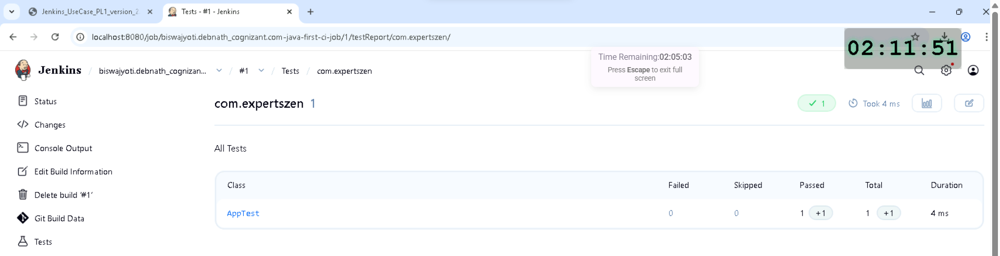 Jenkins_UseCase_PL1_version_2
Tests - #1 - Jenkins
localhost:8080/job/biswajyoti.debnath_cognizant.com-java-first-ci-job/1/testReport/com.expertszen/
02:11:51
Time Remaining:02:05:03
Press Escape to exit full
screen
Jenkins / biswajyoti.debnath_cognizan... / #1 / Tests / com.expertszen
Status
Changes
Console Output
Edit Build Information
Delete build ‘#1’
Git Build Data
Tests
com.expertszen 1
1
Took 4 ms
All Tests
Class Failed Skipped Passed Total Duration
AppTest 0 0 1 +1 1 +1 4 ms